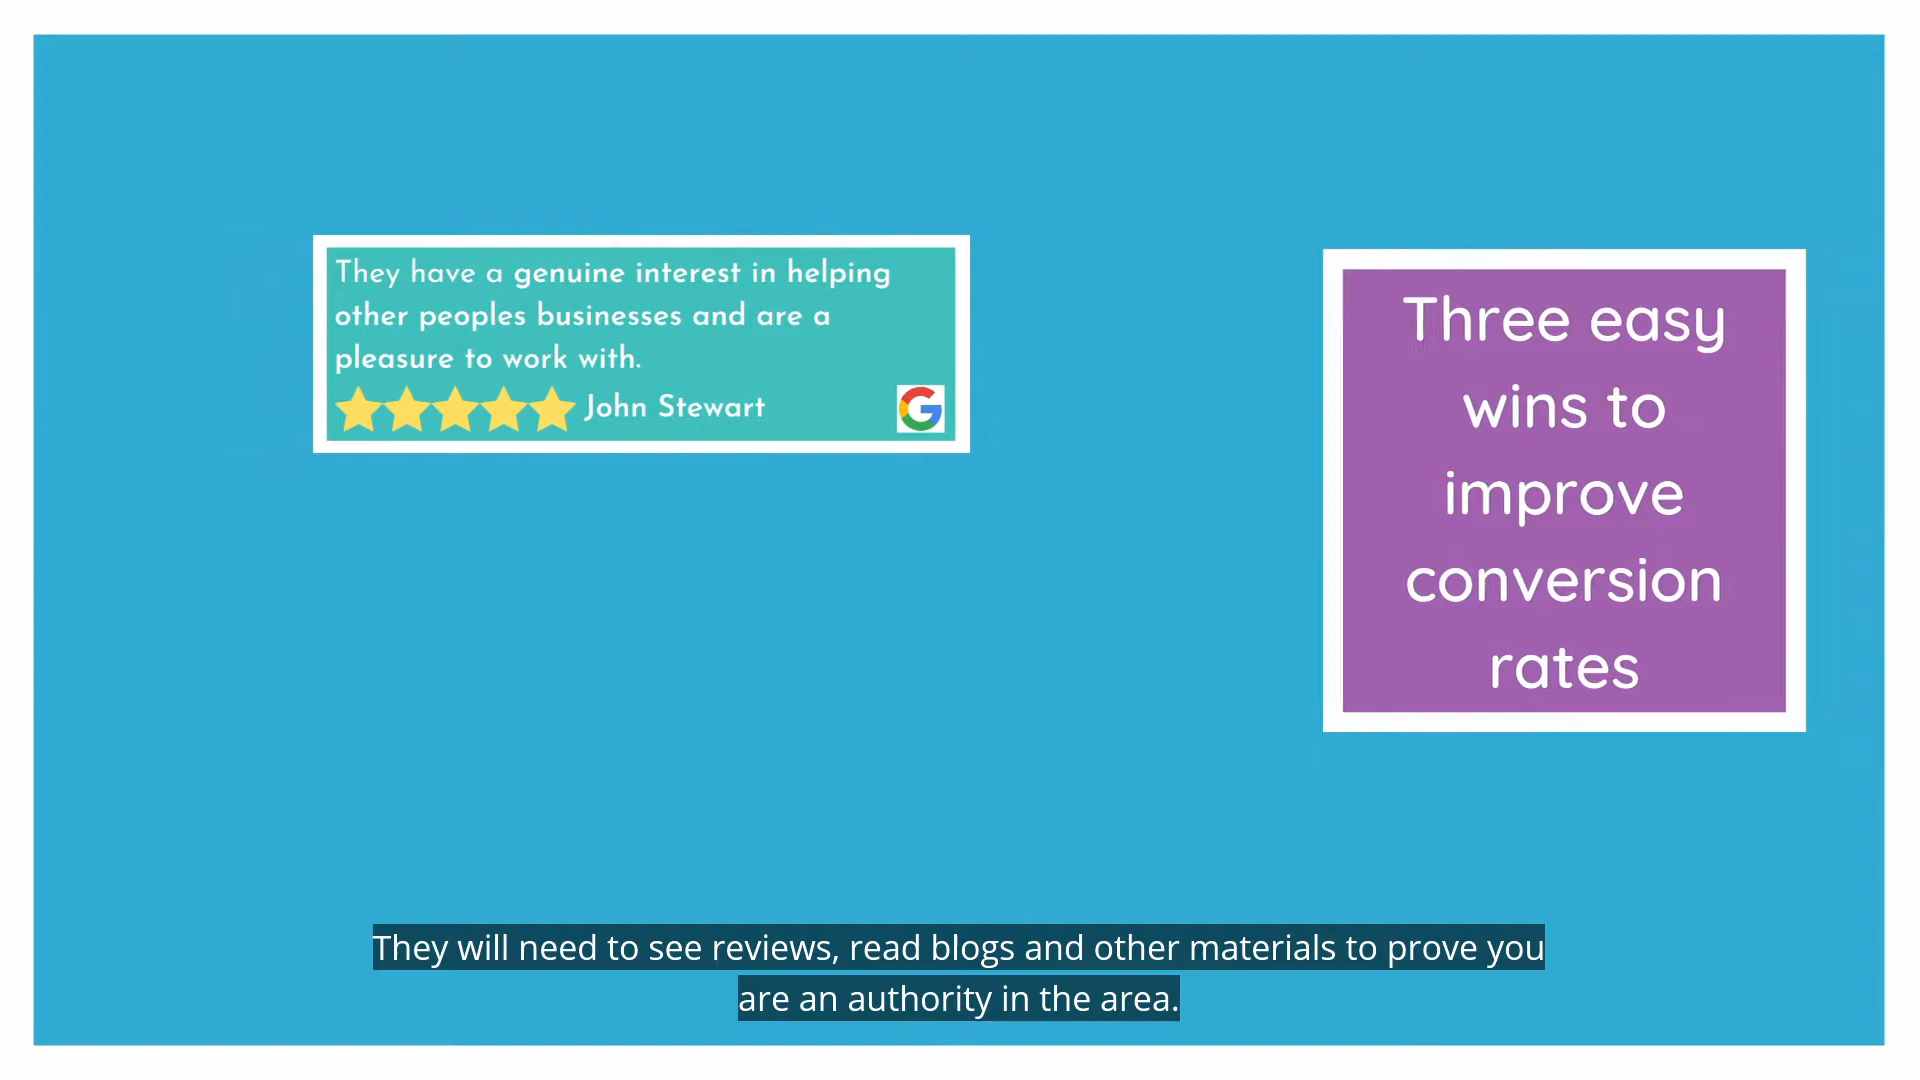 They have a genuine interest in helping
other peoples businesses and are a
pleasure to work with.
John Stewart
Three easy
wins to
improve
conversion
rates
They will need to see reviews, read blogs and other materials to prove you
are an authority in the area.